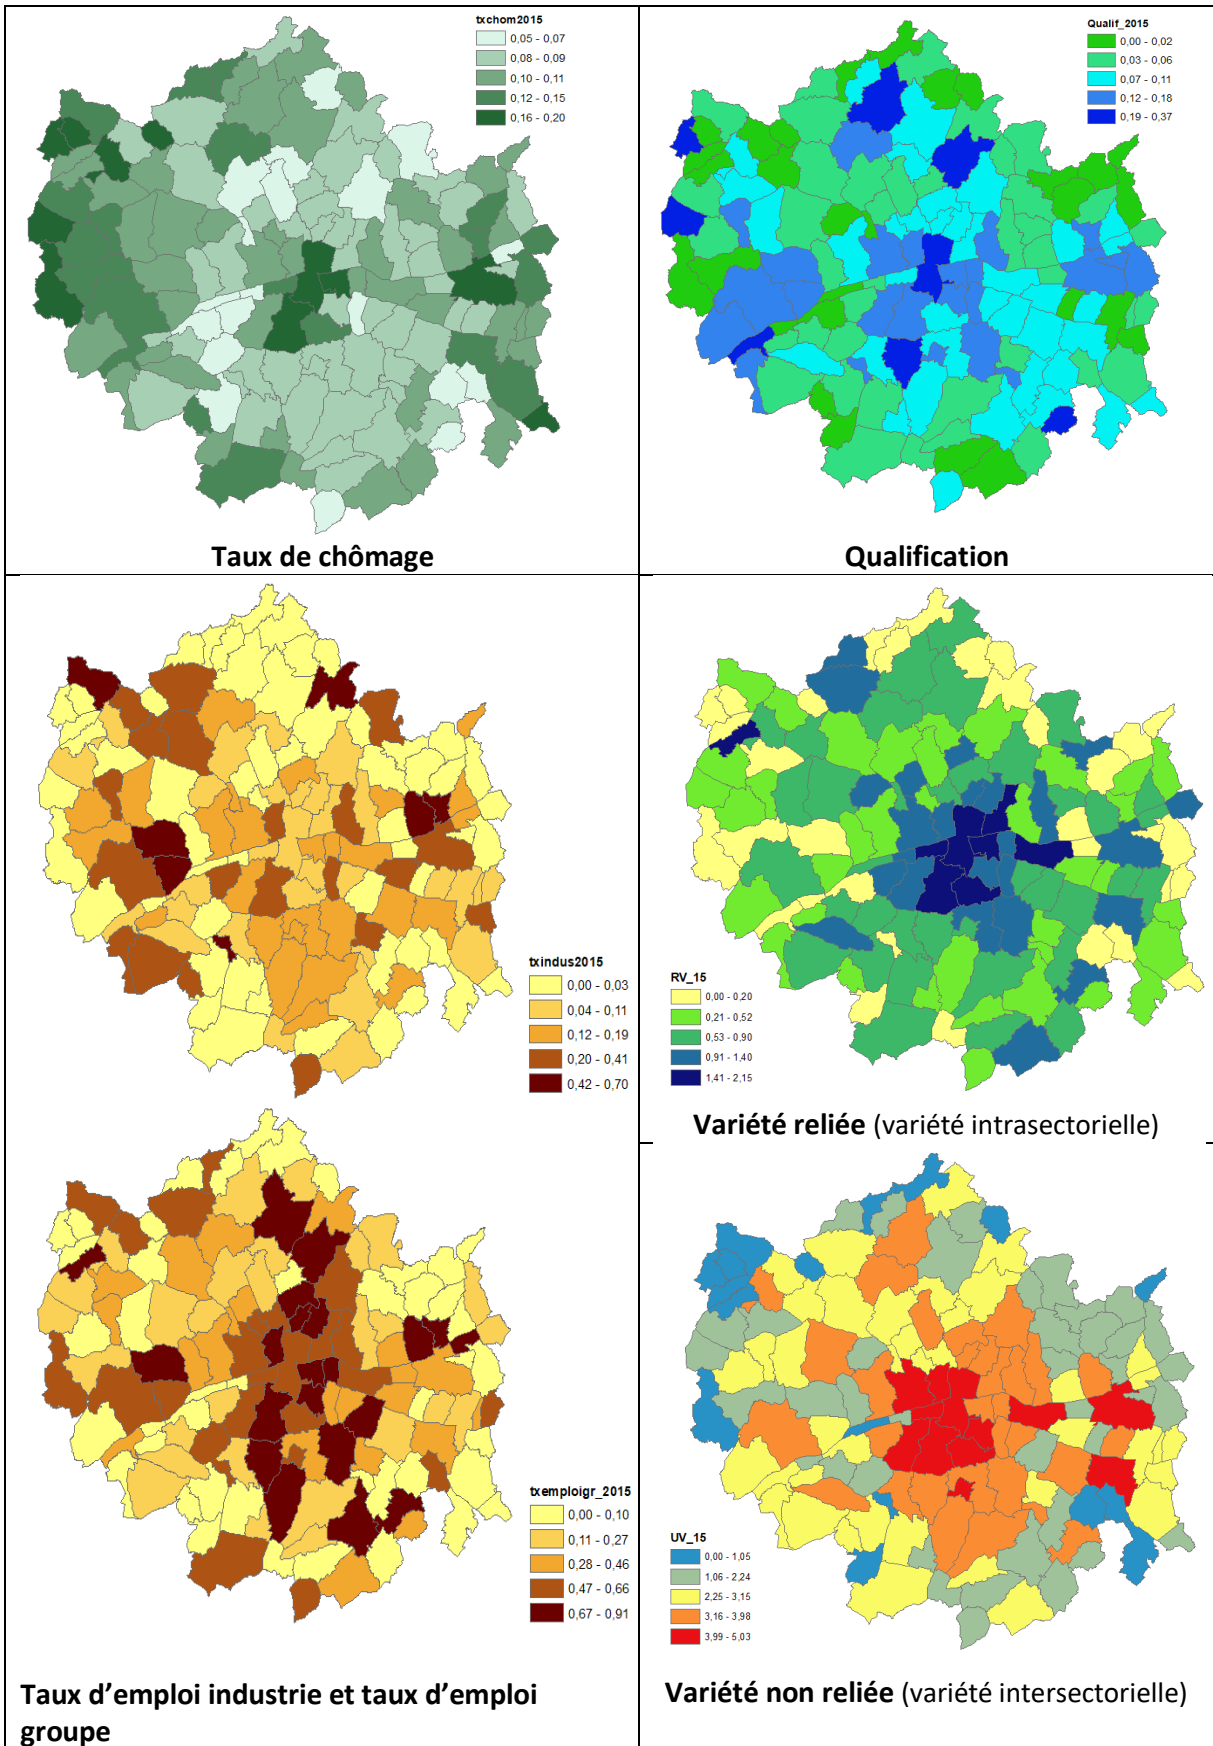 txchom2015
0,05 - 0,07
0,08 - 0,09
0,10 - 0,11
0,12 - 0,15
0,16 - 0,20
Taux de chômage
Qualif_2015
0,00 - 0,02
0,03 - 0,06
0,07 - 0,11
0,12 - 0,18
0,19 - 0,37
Qualification
txindus2015
0,00 - 0,03
0,04 - 0,11
0,12 - 0,19
0,20 - 0,41
0,42 - 0,70
RV_15
0,00 - 0,20
0,21 - 0,52
0,53 - 0,90
0,91 - 1,40
1,41 - 2,15
Variété reliée (variété intrasectorielle)
txemploigr_2015
0,00 - 0,10
0,11 - 0,27
0,28 - 0,46
0,47 - 0,66
0,67 - 0,91
Taux d’emploi industrie et taux d’emploi
groupe
UV_15
0,00 - 1,05
1,06 - 2,24
2,25 - 3,15
3,16 - 3,98
3,99 - 5,03
Variété non reliée (variété intersectorielle)